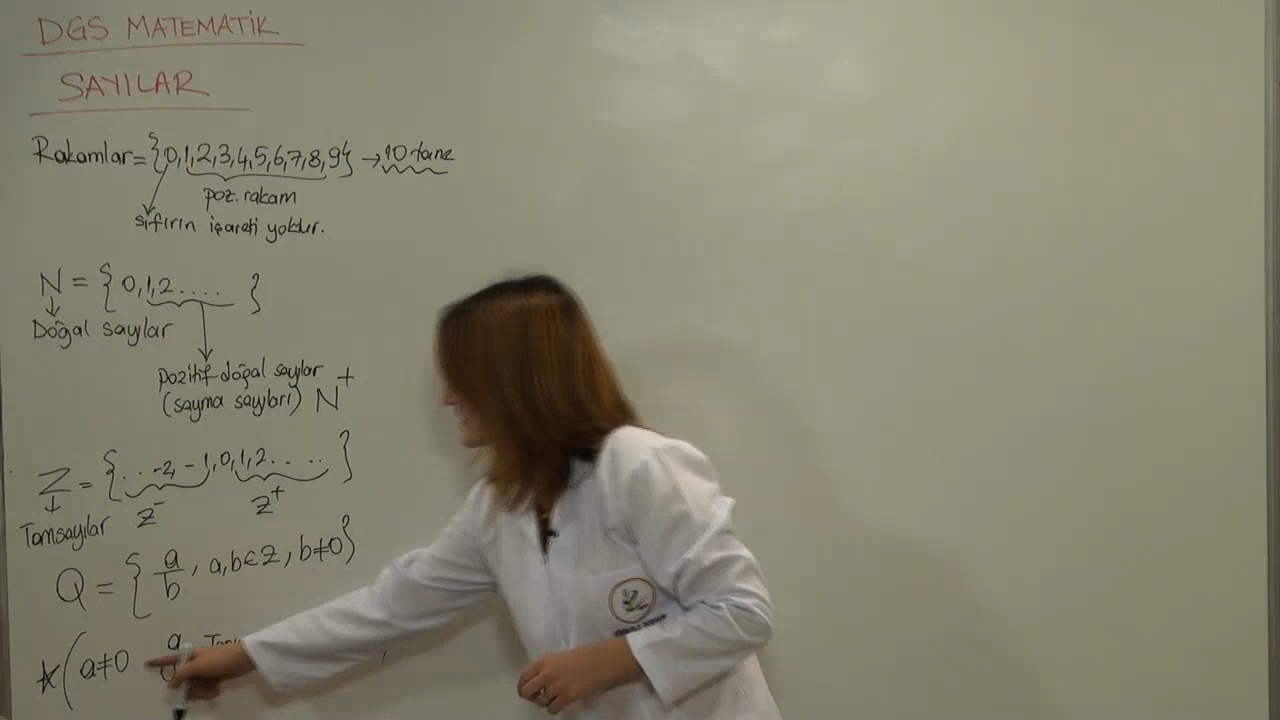 DGS MATEMATİK
SAYILAR
Rakamlar = {0,1,2,3,4,5,6,7,8,9} → 10 tane
poz. rakam
sıfırın işareti yoktur.
N = {0,1,2....}
Doğal sayılar
pozitif doğal sayılar
(sayma sayıları) N⁺
Z = {. . -2, -1,0,1,2. . . .}
Z⁻ Z⁺
Tamsayılar
Q = { a/b , a,b ∈ Z , b≠0}
☆ ( a≠0 a/0